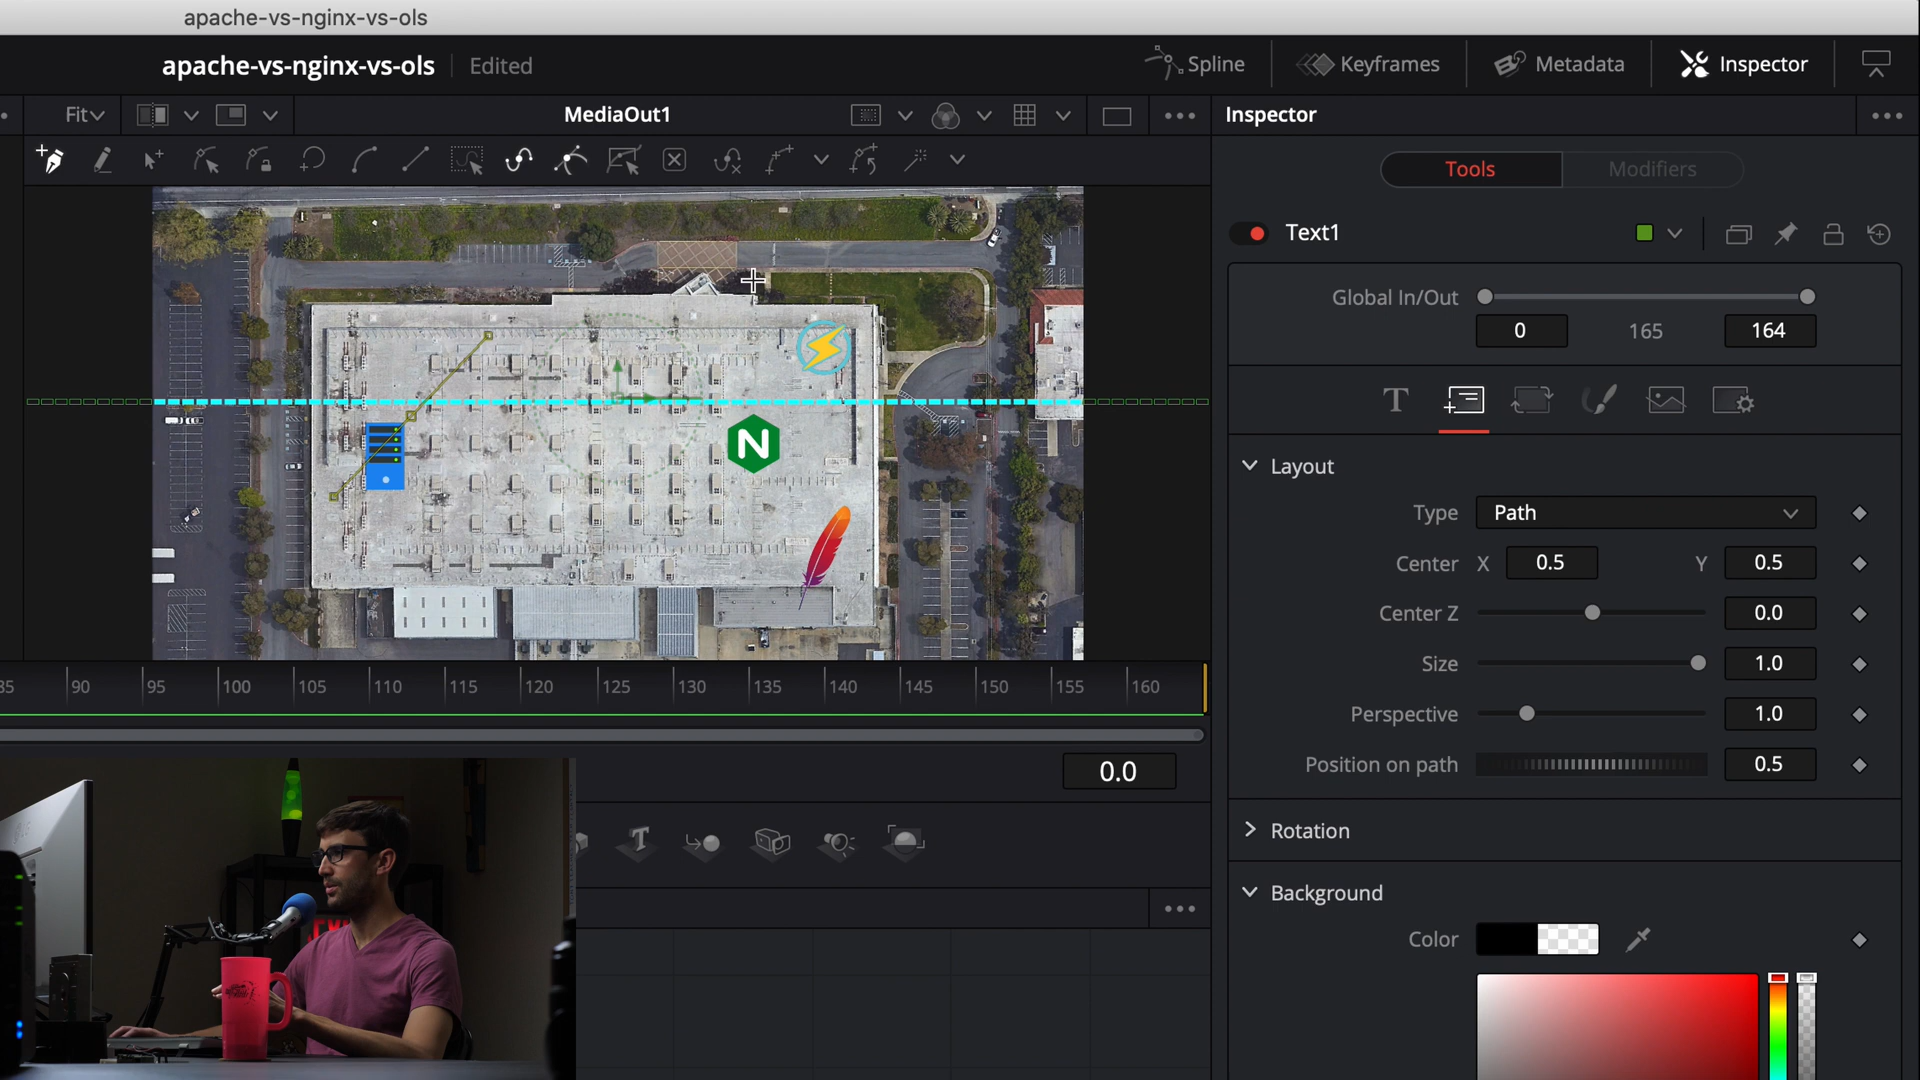 apache-vs-nginx-vs-ols
apache-vs-nginx-vs-ols Edited
Spline Keyframes Metadata Inspector
Fit MediaOut1
Inspector
Tools Modifiers
Text1
Global In/Out
0 165 164
T
Layout
Type Path
Center X 0.5 Y 0.5
Center Z 0.0
Size 1.0
Perspective 1.0
Position on path 0.5
Rotation
Background
Color
N
85 90 95 100 105 110 115 120 125 130 135 140 145 150 155 160
0.0
T